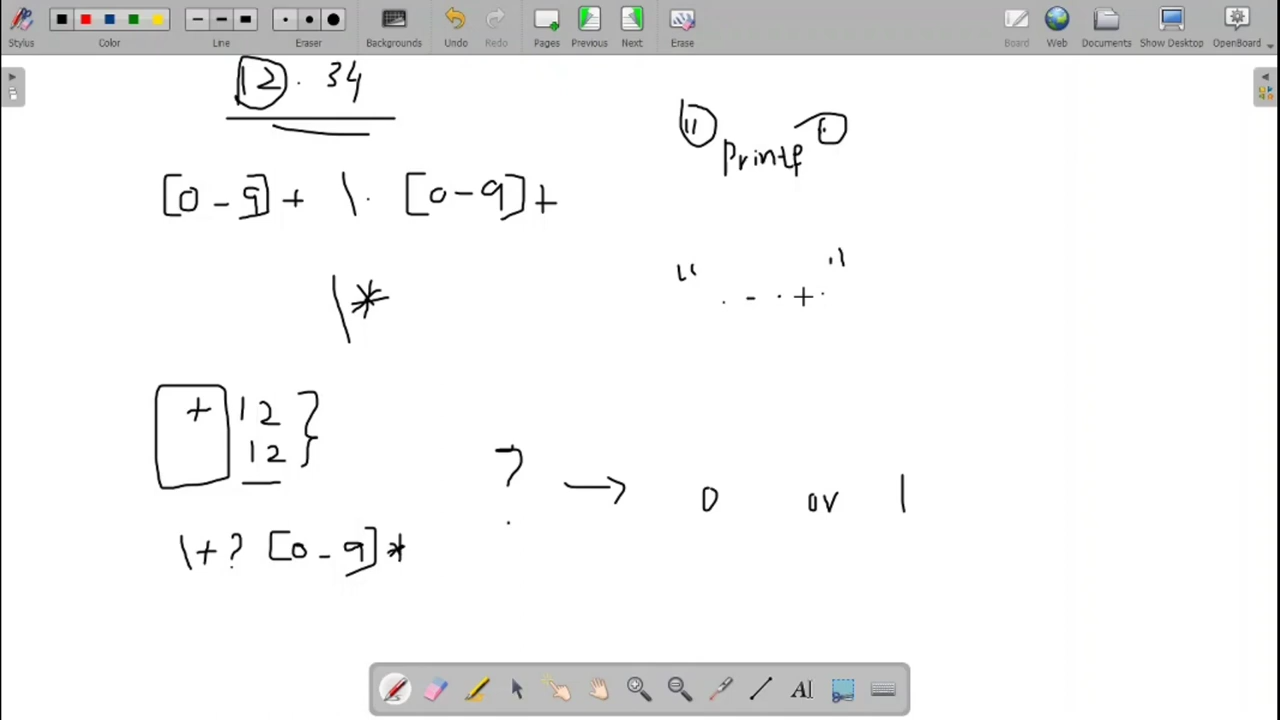 Stylus Color Line Eraser Backgrounds Undo Redo Pages Previous Next Erase Board Web Documents Show Desktop OpenBoard
12 . 34
" printf
[0-9]+ \. [0-9]+
" . - . + . "
\*
+ 12 }
12
? → 0 or 1
\+? [0-9]*
AI